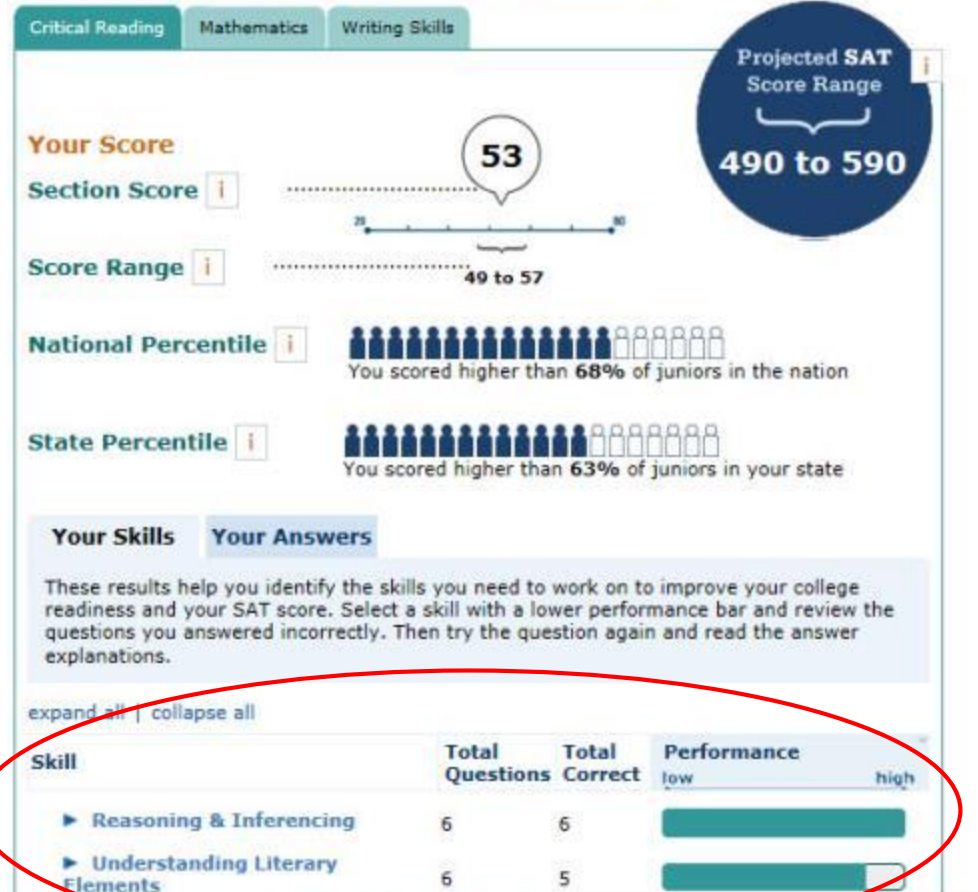 Critical Reading Mathematics Writing Skills
Projected SAT i
Score Range
490 to 590
Your Score
53
Section Score i
20 80
Score Range i
49 to 57
National Percentile i
You scored higher than 68% of juniors in the nation
State Percentile i
You scored higher than 63% of juniors in your state
Your Skills Your Answers
These results help you identify the skills you need to work on to improve your college
readiness and your SAT score. Select a skill with a lower performance bar and review the
questions you answered incorrectly. Then try the question again and read the answer
explanations.
expand all | collapse all
Skill Total Questions Total Correct Performance
low high
Reasoning & Inferencing 6 6
Understanding Literary
Elements 6 5